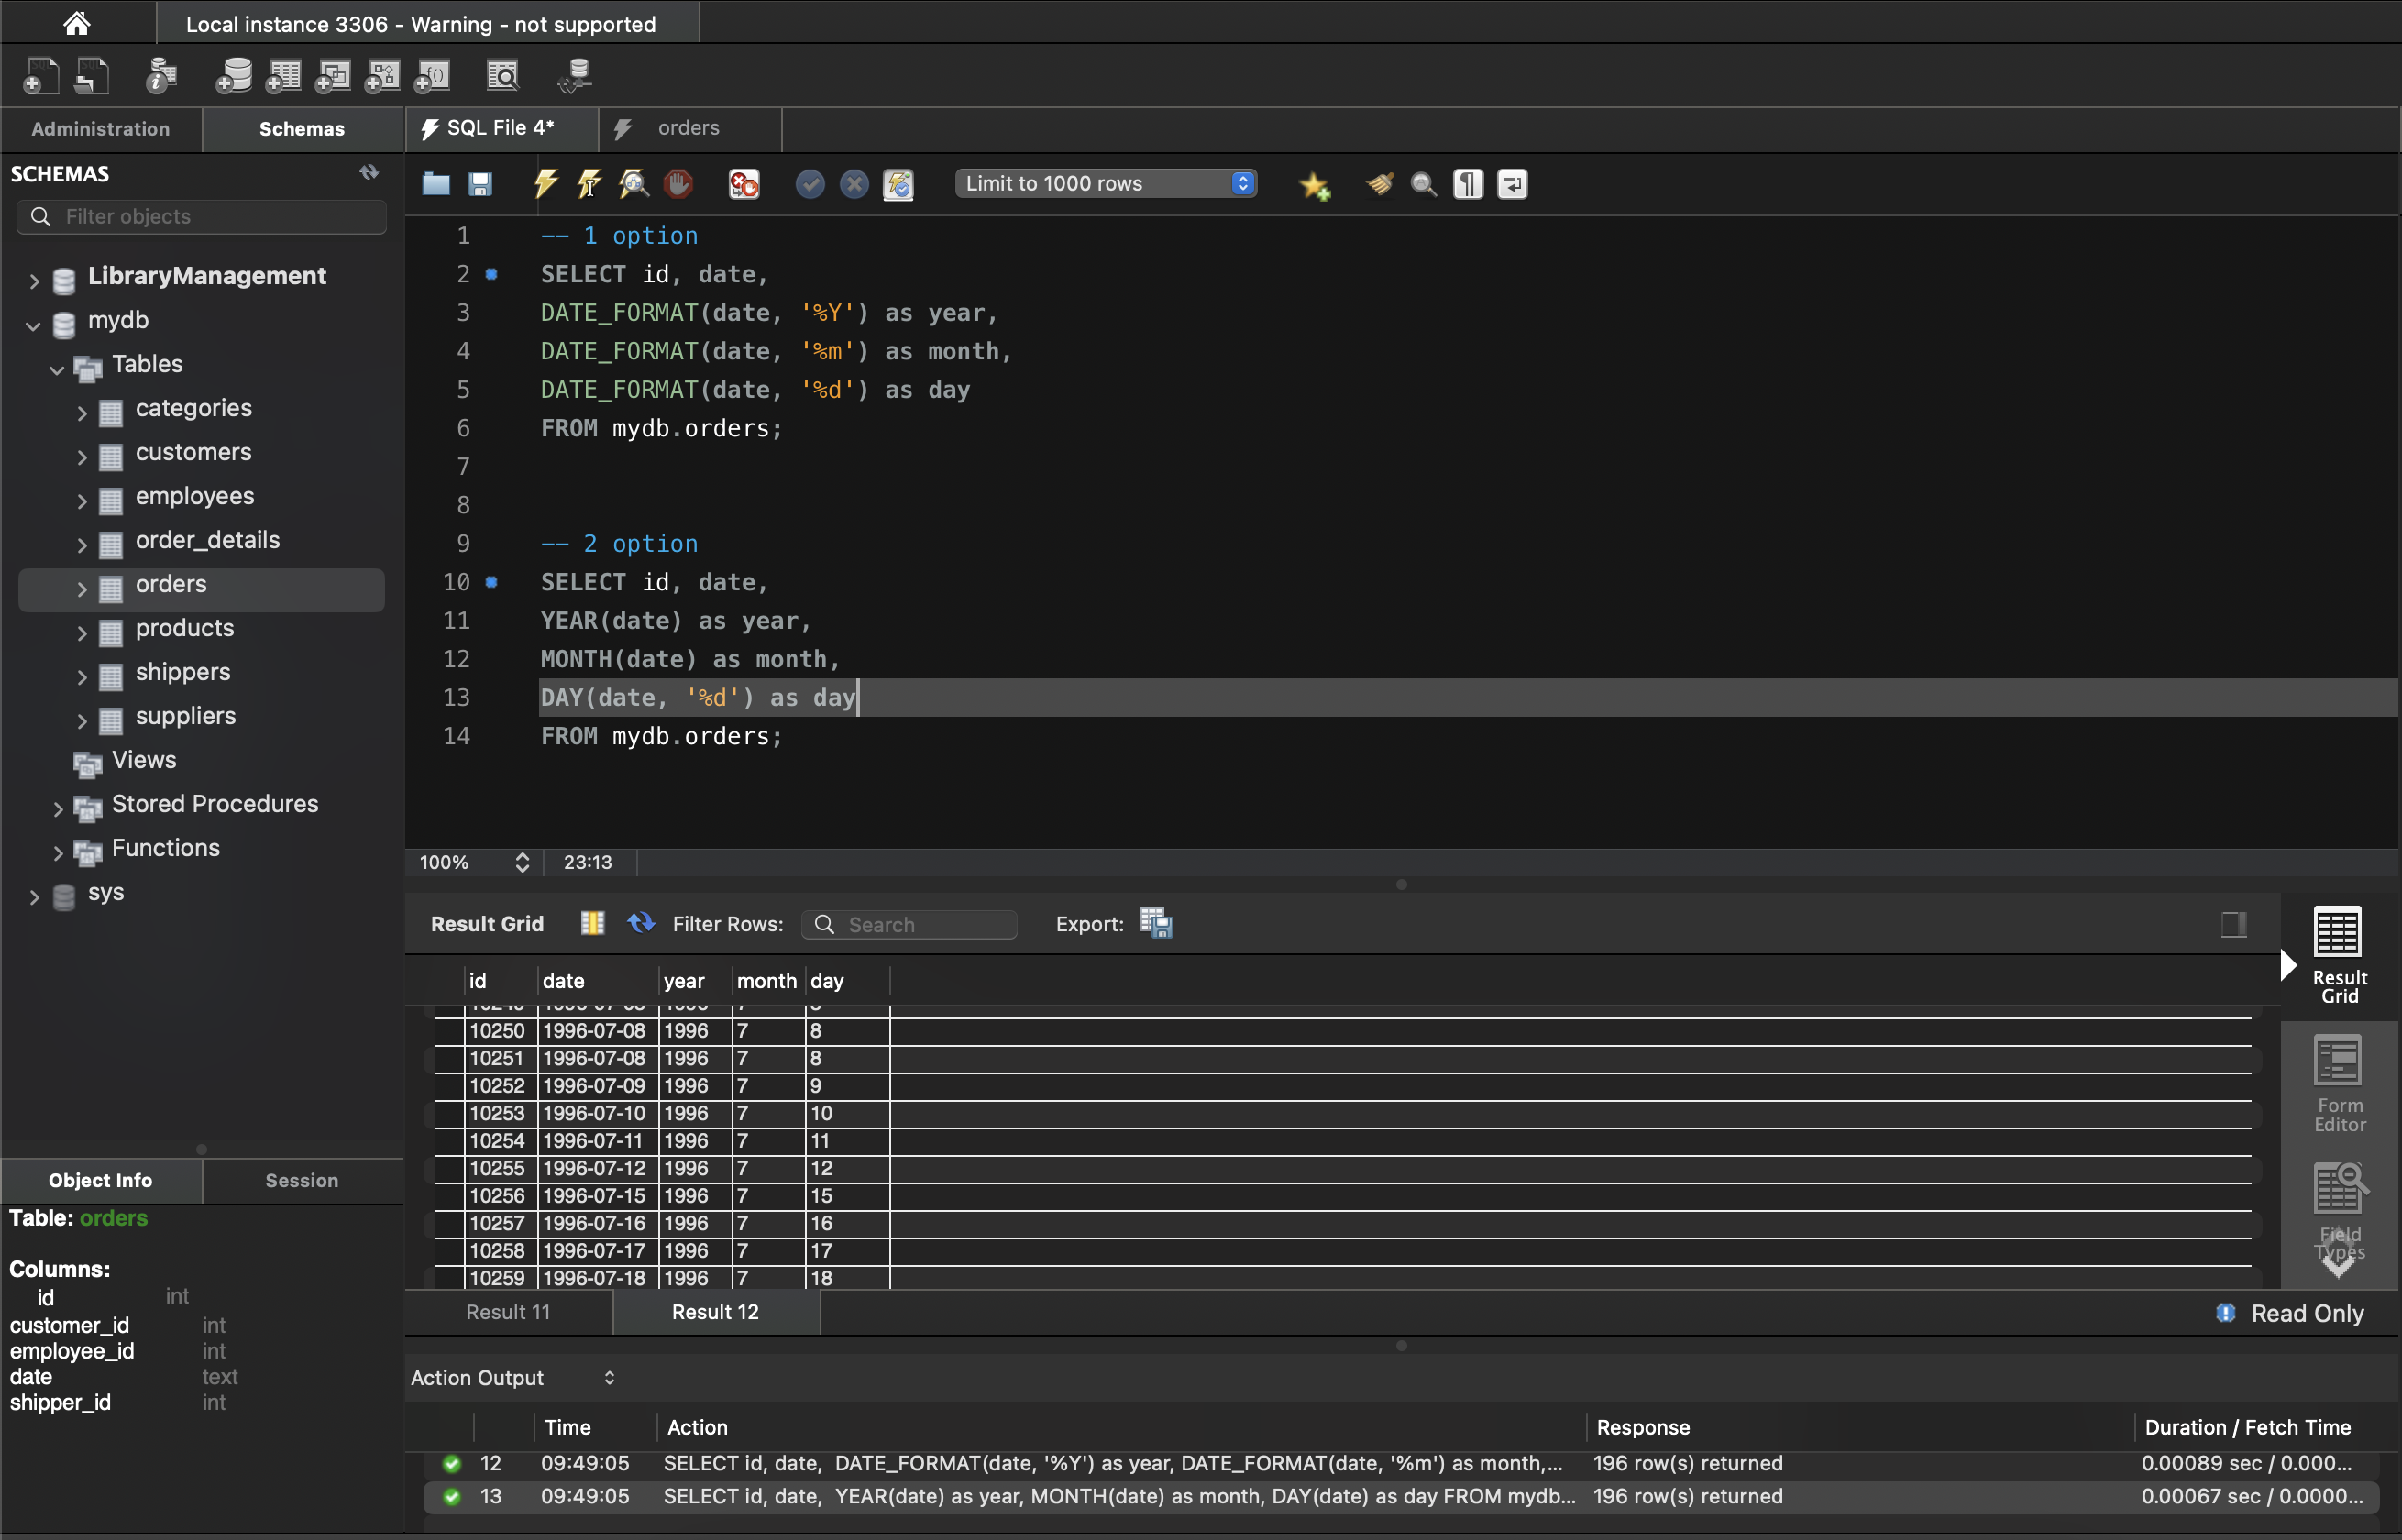 Local instance 3306 - Warning - not supported
Administration
Schemas
SQL File 4*
orders
SCHEMAS
Filter objects
Limit to 1000 rows
LibraryManagement
mydb
Tables
categories
customers
employees
order_details
orders
products
shippers
suppliers
Views
Stored Procedures
Functions
sys
1 -- 1 option
2 SELECT id, date,
3 DATE_FORMAT(date, '%Y') as year,
4 DATE_FORMAT(date, '%m') as month,
5 DATE_FORMAT(date, '%d') as day
6 FROM mydb.orders;
7
8
9 -- 2 option
10 SELECT id, date,
11 YEAR(date) as year,
12 MONTH(date) as month,
13 DAY(date, '%d') as day
14 FROM mydb.orders;
100%
23:13
Result Grid
Filter Rows:
Search
Export:
id date year month day
10250 1996-07-08 1996 7 8
10251 1996-07-08 1996 7 8
10252 1996-07-09 1996 7 9
10253 1996-07-10 1996 7 10
10254 1996-07-11 1996 7 11
10255 1996-07-12 1996 7 12
10256 1996-07-15 1996 7 15
10257 1996-07-16 1996 7 16
10258 1996-07-17 1996 7 17
10259 1996-07-18 1996 7 18
Result
Grid
Form
Editor
Field
Types
Result 11
Result 12
Read Only
Object Info
Session
Table: orders
Columns:
id int
customer_id int
employee_id int
date text
shipper_id int
Action Output
Time Action Response Duration / Fetch Time
12 09:49:05 SELECT id, date, DATE_FORMAT(date, '%Y') as year, DATE_FORMAT(date, '%m') as month,... 196 row(s) returned 0.00089 sec / 0.000...
13 09:49:05 SELECT id, date, YEAR(date) as year, MONTH(date) as month, DAY(date) as day FROM mydb... 196 row(s) returned 0.00067 sec / 0.0000...